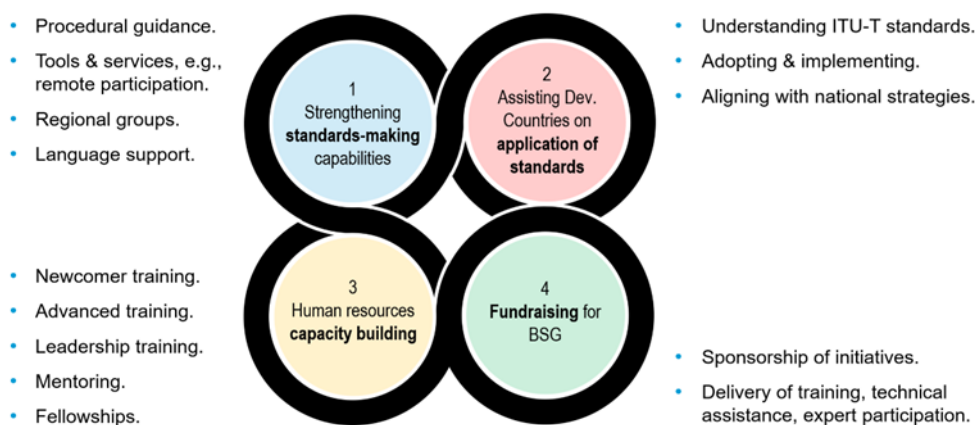 • Procedural guidance.
• Tools & services, e.g.,
remote participation.
• Regional groups.
• Language support.
1
Strengthening
standards-making
capabilities
2
Assisting Dev.
Countries on
application of
standards
• Understanding ITU-T standards.
• Adopting & implementing.
• Aligning with national strategies.
• Newcomer training.
• Advanced training.
• Leadership training.
• Mentoring.
• Fellowships.
3
Human resources
capacity building
4
Fundraising for
BSG
• Sponsorship of initiatives.
• Delivery of training, technical
assistance, expert participation.